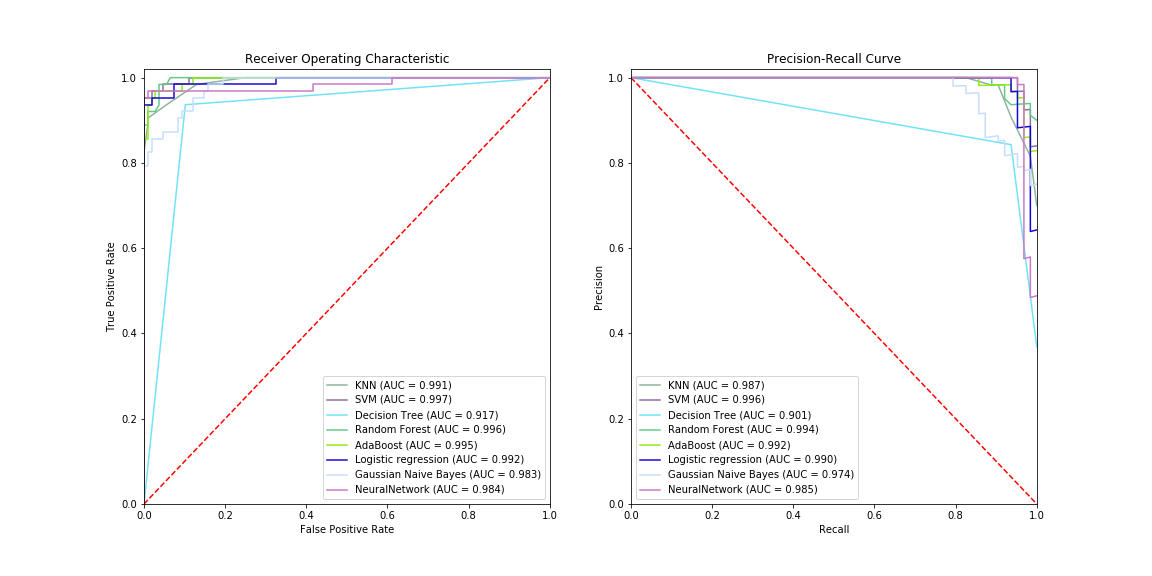 Receiver Operating Characteristic
1.0
0.8
0.6
0.4
0.2
0.0
True Positive Rate
KNN (AUC = 0.991)
SVM (AUC = 0.997)
Decision Tree (AUC = 0.917)
Random Forest (AUC = 0.996)
AdaBoost (AUC = 0.995)
Logistic regression (AUC = 0.992)
Gaussian Naive Bayes (AUC = 0.983)
NeuralNetwork (AUC = 0.984)
0.0 0.2 0.4 0.6 0.8 1.0
False Positive Rate
Precision-Recall Curve
1.0
0.8
0.6
0.4
0.2
0.0
Precision
KNN (AUC = 0.987)
SVM (AUC = 0.996)
Decision Tree (AUC = 0.901)
Random Forest (AUC = 0.994)
AdaBoost (AUC = 0.992)
Logistic regression (AUC = 0.990)
Gaussian Naive Bayes (AUC = 0.974)
NeuralNetwork (AUC = 0.985)
0.0 0.2 0.4 0.6 0.8 1.0
Recall